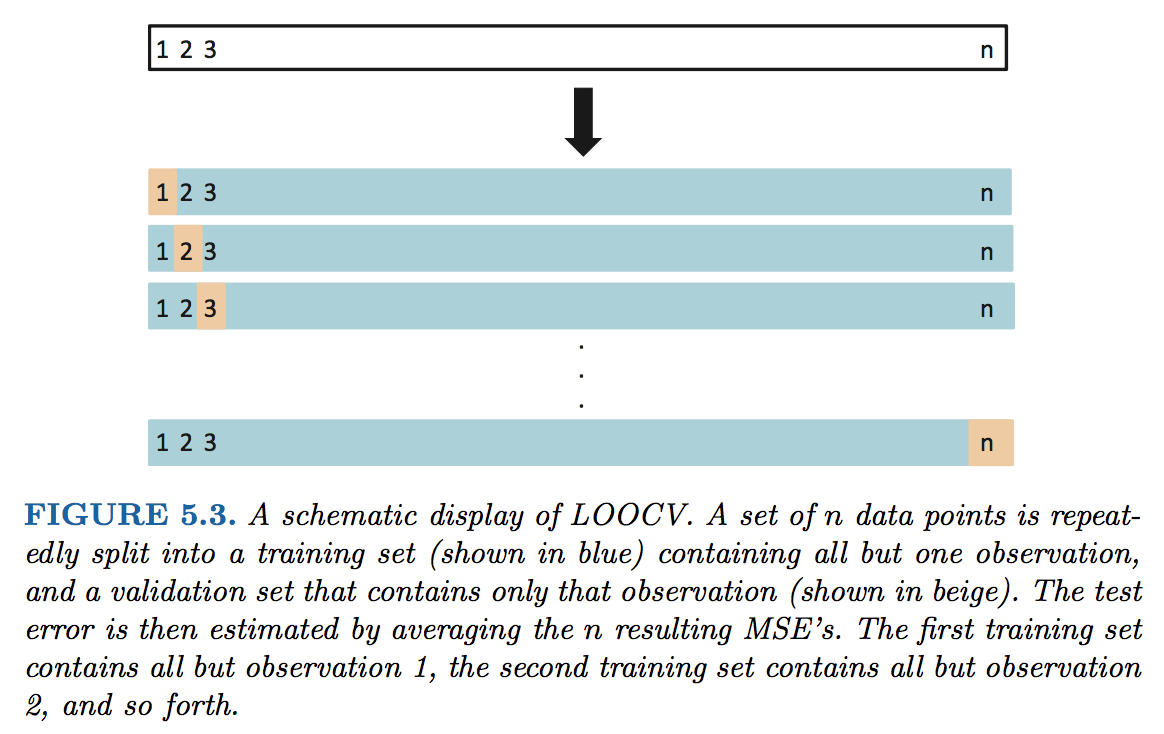 1 2 3 n
1 2 3 n
1 2 3 n
1 2 3 n
1 2 3 n
FIGURE 5.3. A schematic display of LOOCV. A set of n data points is repeat-
edly split into a training set (shown in blue) containing all but one observation,
and a validation set that contains only that observation (shown in beige). The test
error is then estimated by averaging the n resulting MSE's. The first training set
contains all but observation 1, the second training set contains all but observation
2, and so forth.